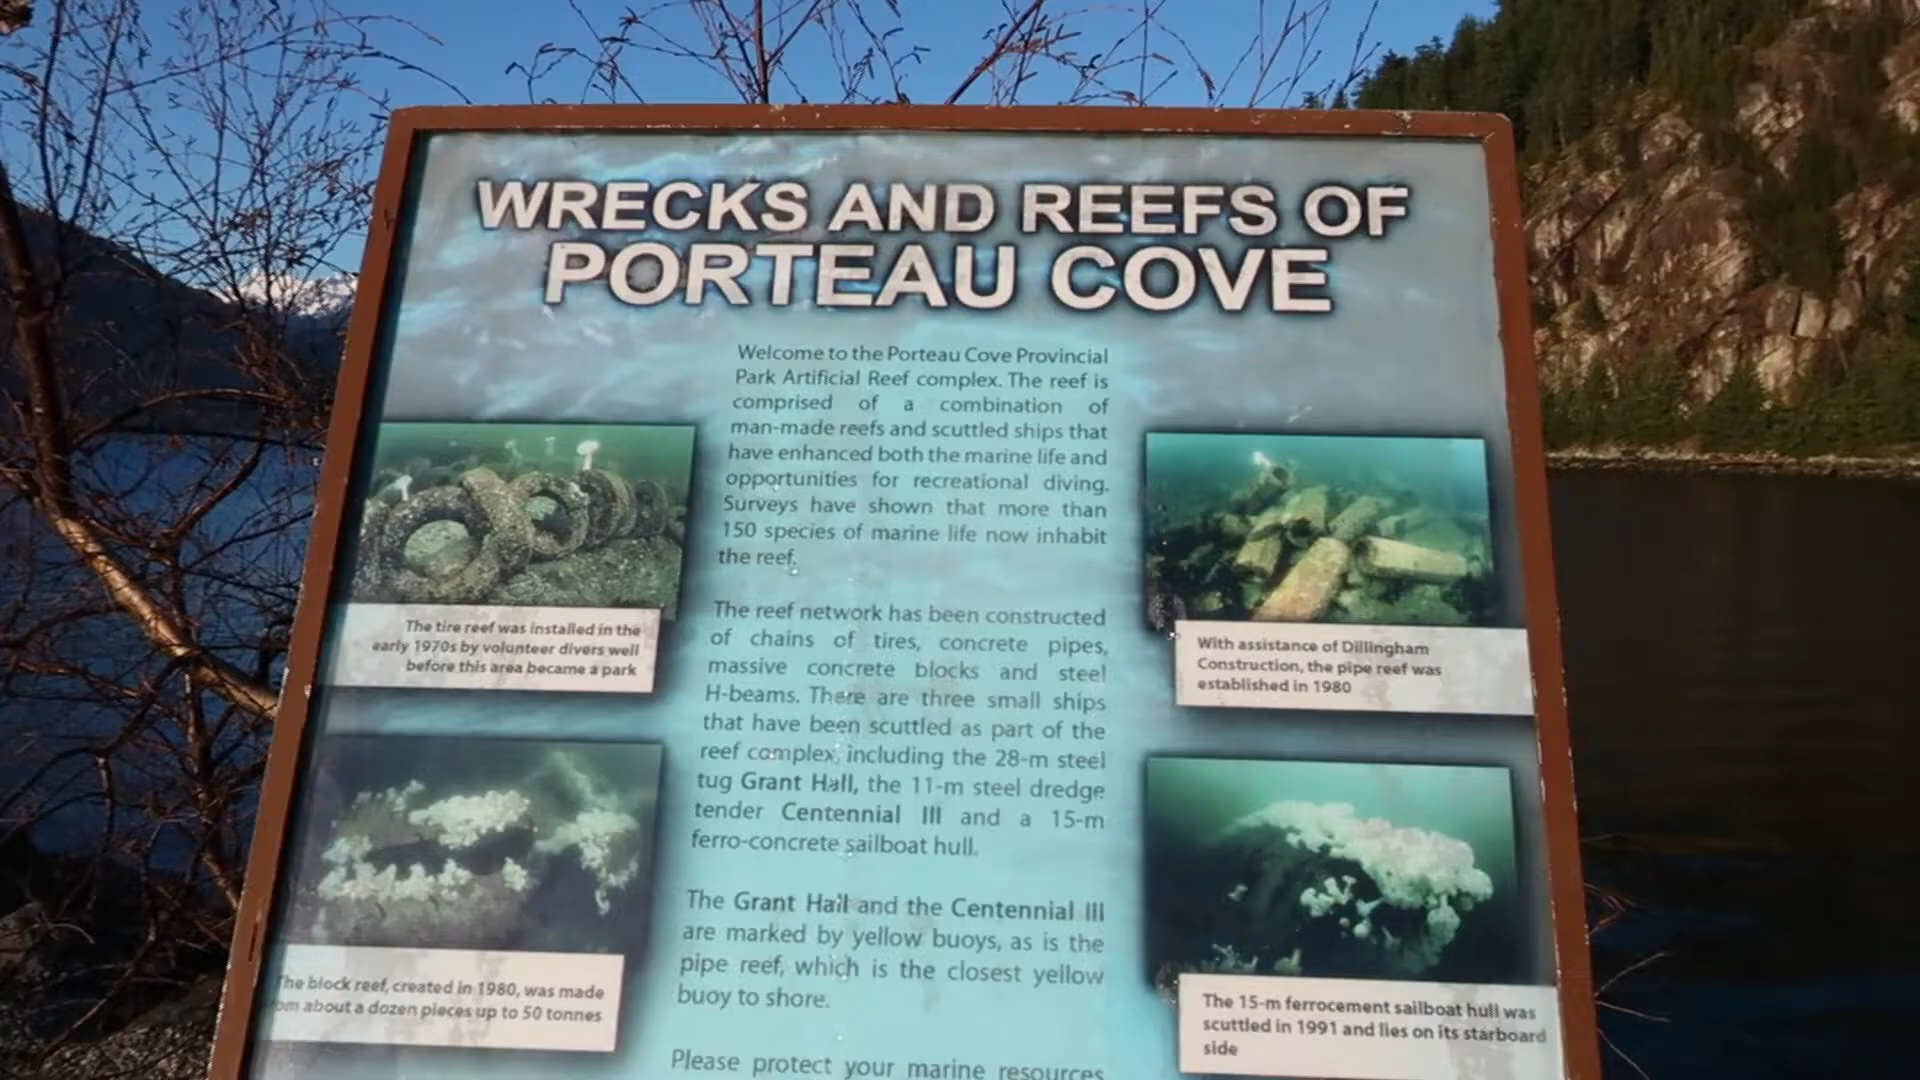 WRECKS AND REEFS OF
PORTEAU COVE
Welcome to the Porteau Cove Provincial
Park Artificial Reef complex. The reef is
comprised of a combination of
man-made reefs and scuttled ships that
have enhanced both the marine life and
opportunities for recreational diving.
Surveys have shown that more than
150 species of marine life now inhabit
the reef.
The reef network has been constructed
of chains of tires, concrete pipes,
massive concrete blocks and steel
H-beams. There are three small ships
that have been scuttled as part of the
reef complex, including the 28-m steel
tug Grant Hall, the 11-m steel dredge
tender Centennial III and a 15-m
ferro-concrete sailboat hull.
The Grant Hall and the Centennial III
are marked by yellow buoys, as is the
pipe reef, which is the closest yellow
buoy to shore.
Please protect your marine resources
The tire reef was installed in the
early 1970s by volunteer divers well
before this area became a park
The block reef, created in 1980, was made
om about a dozen pieces up to 50 tonnes
With assistance of Dillingham
Construction, the pipe reef was
established in 1980
The 15-m ferrocement sailboat hull was
scuttled in 1991 and lies on its starboard
side